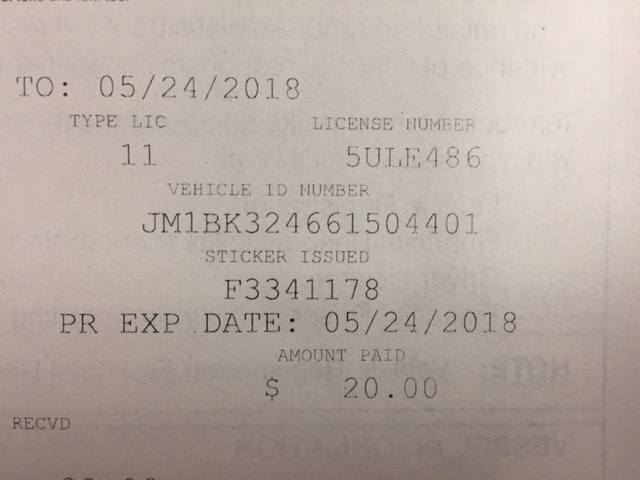 TO: 05/24/2018
TYPE LIC LICENSE NUMBER
11 5ULE486
VEHICLE ID NUMBER
JM1BK324661504401
STICKER ISSUED
F3341178
PR EXP DATE: 05/24/2018
AMOUNT PAID
$ 20.00
RECVD